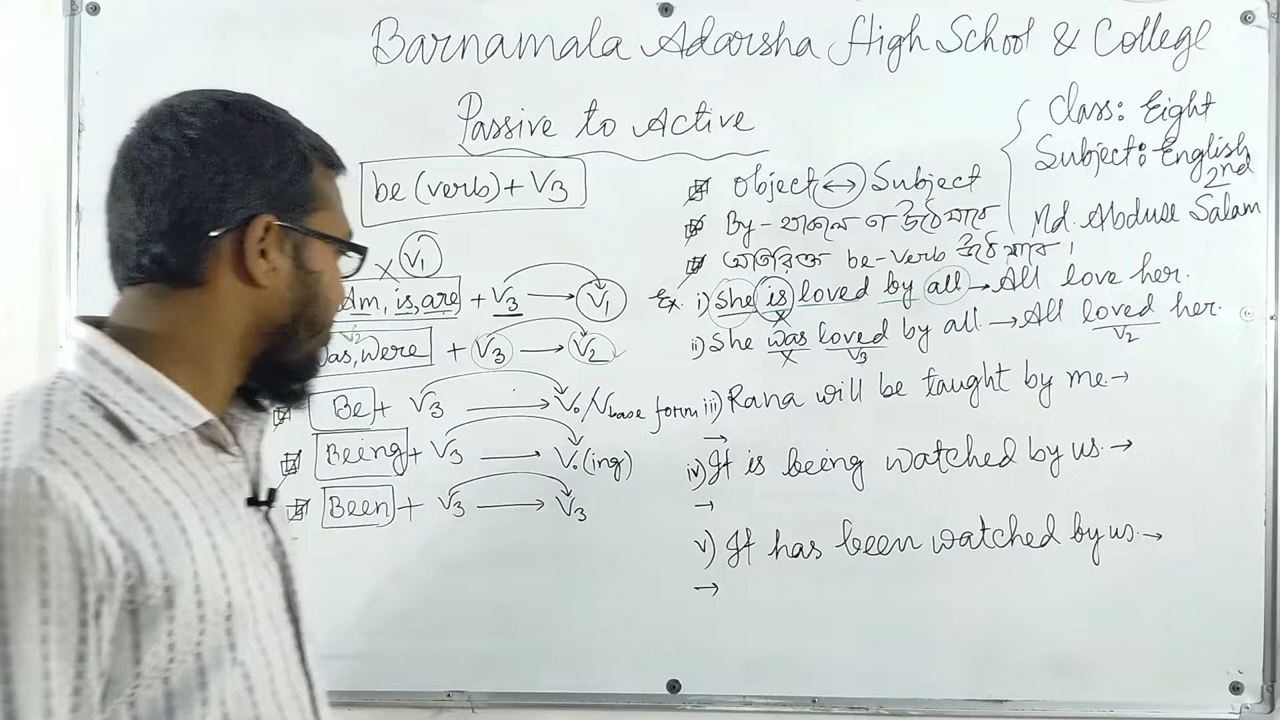 Barnamala Adarsha High School & College
Passive to Active
Class: Eight
Subject: English 2nd
Md. Abduse Salam
be (verb) + V3
Object ↔ Subject
By - থাকলে তা উঠে যাবে
অতিরিক্ত be-verb উঠে যাবে।
× V1
Am, is, are + V3 → V1
V2
was, were + V3 → V2
Be + V3 → V0/Vbase form
Being + V3 → V.(ing)
Been + V3 → V3
Ex. i) She is loved by all → All love her.
×
ii) She was loved by all. → All loved her.
× V3 V2
iii) Rana will be taught by me →
→
iv) It is being watched by us. →
→
v) It has been watched by us. →
→